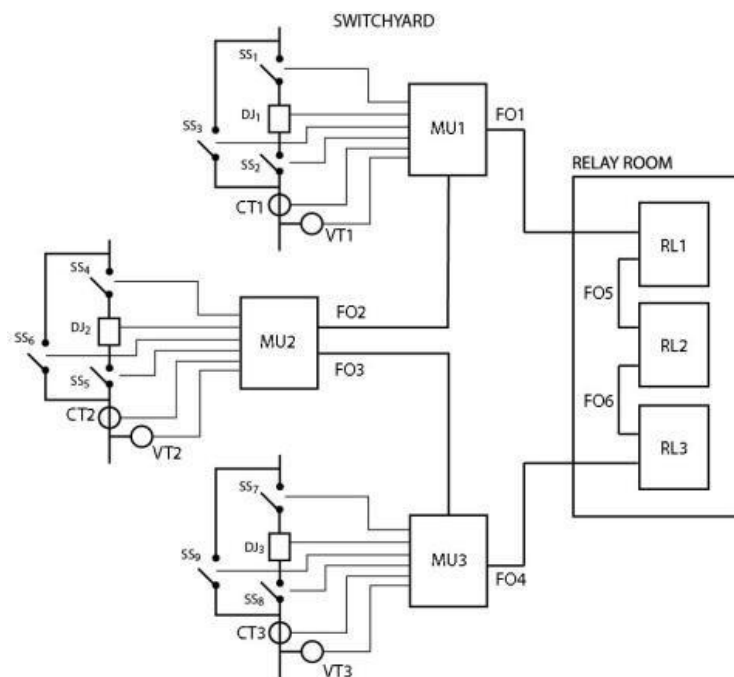 SWITCHYARD
SS1
DJ1
SS3
SS2
CT1
VT1
MU1
FO1
RELAY ROOM
RL1
FO5
RL2
FO6
RL3
SS4
DJ2
SS6
SS5
CT2
VT2
MU2
FO2
FO3
SS7
DJ3
SS9
SS8
CT3
VT3
MU3
FO4